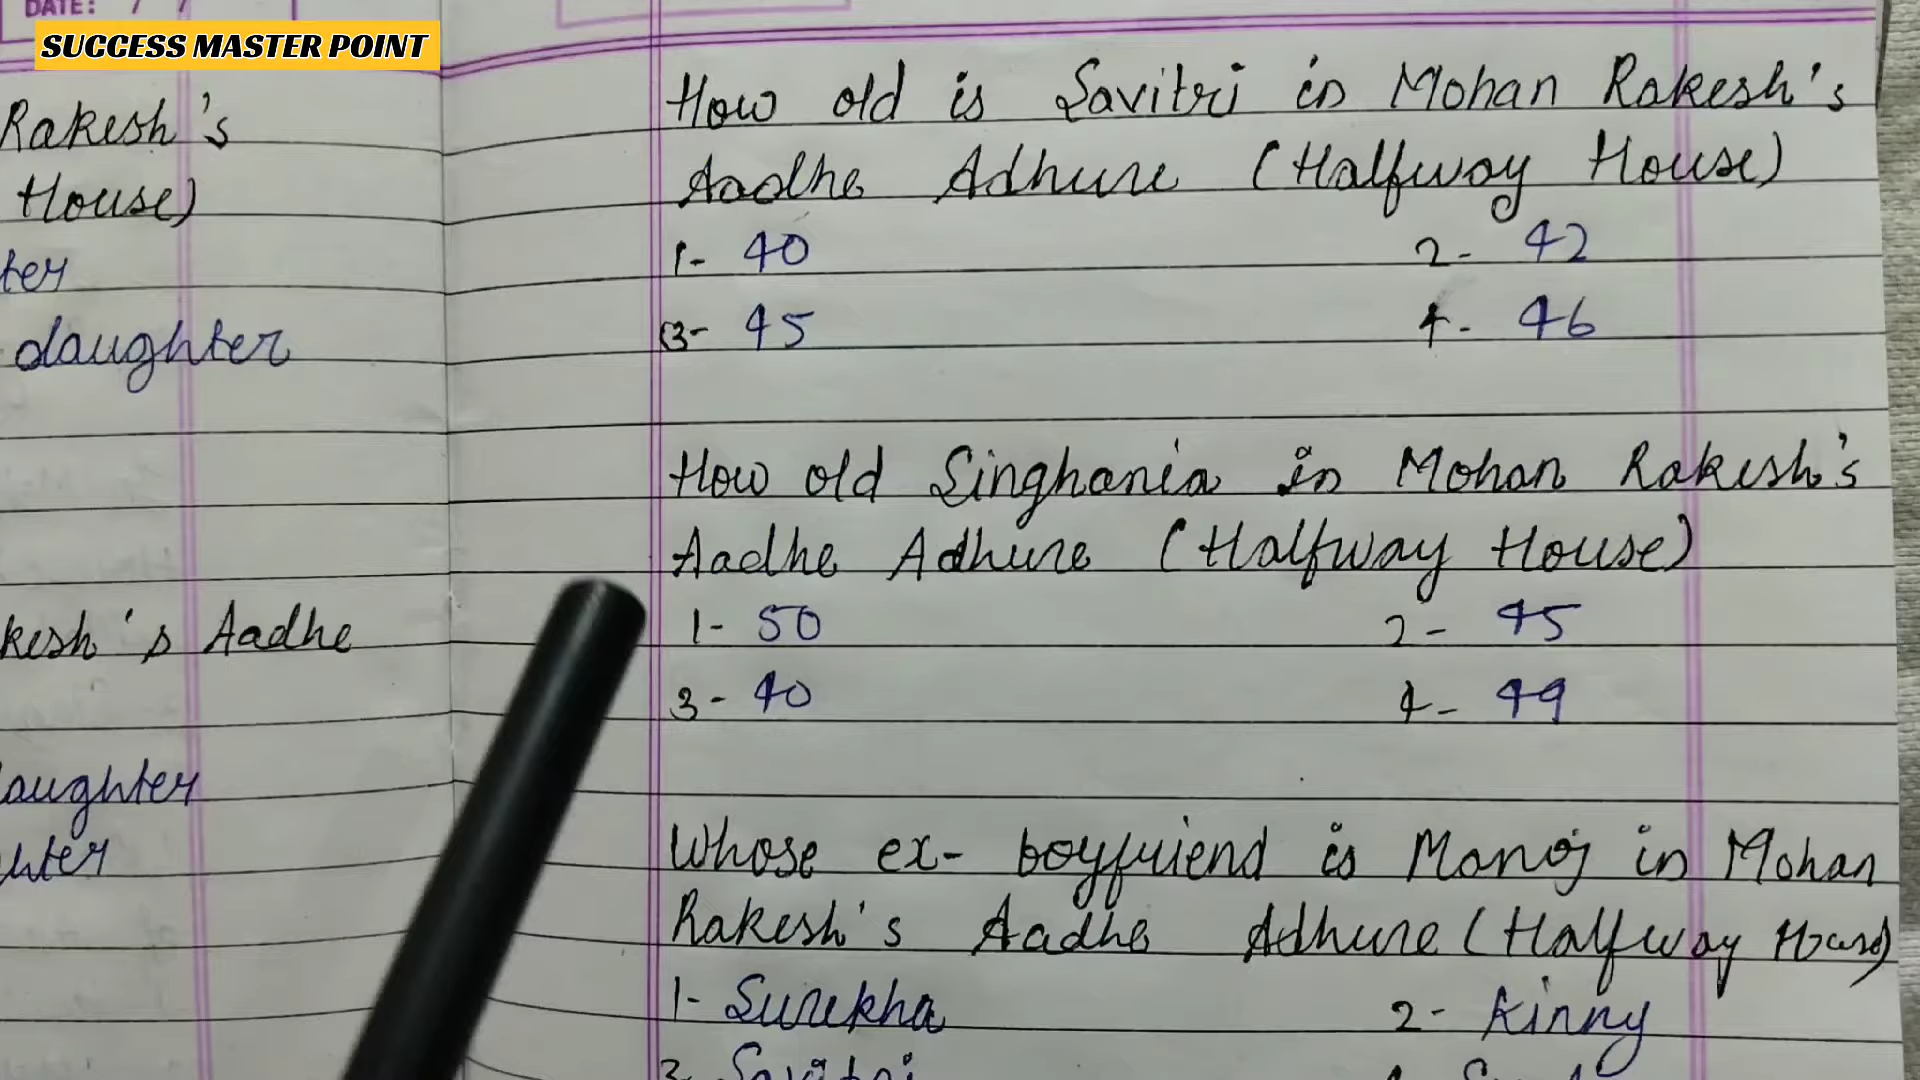 DATE: / /
SUCCESS MASTER POINT
Rakesh's
House)
ter
daughter
kesh's Aadhe
aughter
hter
How old is Savitri in Mohan Rakesh's
Aadhe Adhure (Halfway House)
1- 40 2- 42
3- 45 4- 46
How old Singhania in Mohan Rakesh's
Aadhe Adhure (Halfway House)
1- 50 2- 45
3- 40 4- 49
Whose ex- boyfriend is Manoj in Mohan
Rakesh's Aadhe Adhure (Halfway House)
1- Surekha 2- Kinny
3- Savitri